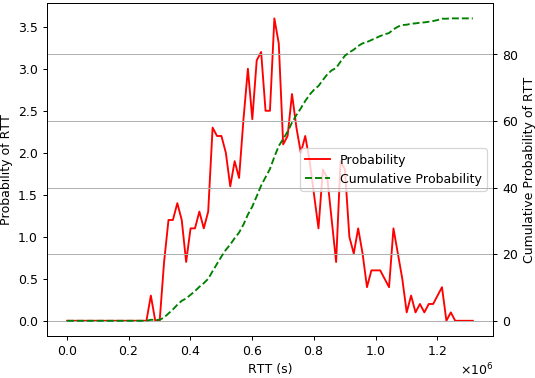 3.5
3.0
2.5
2.0
1.5
1.0
0.5
0.0
Probability of RTT
80
60
40
20
0
Cumulative Probability of RTT
Probability
Cumulative Probability
0.0 0.2 0.4 0.6 0.8 1.0 1.2
×10⁶
RTT (s)